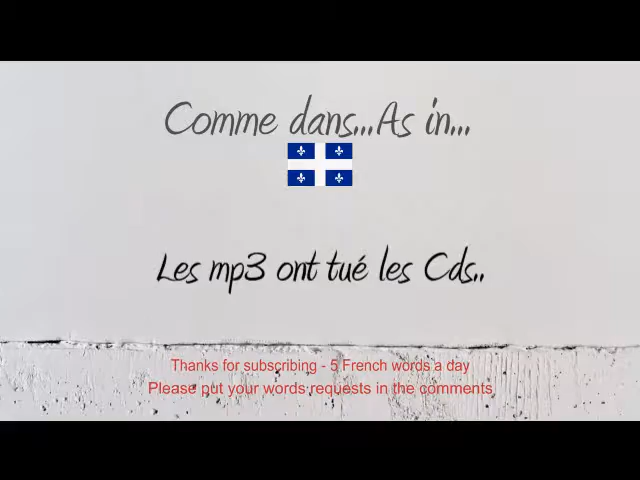 Comme dans...As in...
Les mp3 ont tué les Cds..
Thanks for subscribing - 5 French words a day
Please put your words requests in the comments